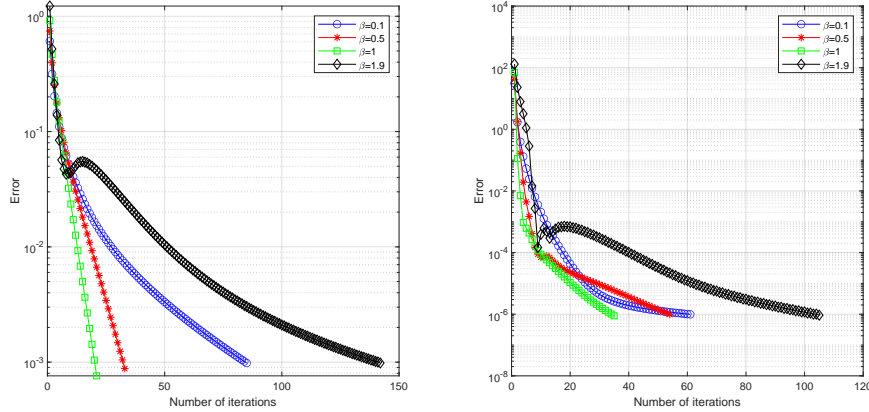 10^0
10^-1
10^-2
10^-3
Error
0
50
100
150
Number of iterations
β=0.1
β=0.5
β=1
β=1.9
10^4
10^2
10^0
10^-2
10^-4
10^-6
10^-8
Error
0
20
40
60
80
100
120
Number of iterations
β=0.1
β=0.5
β=1
β=1.9